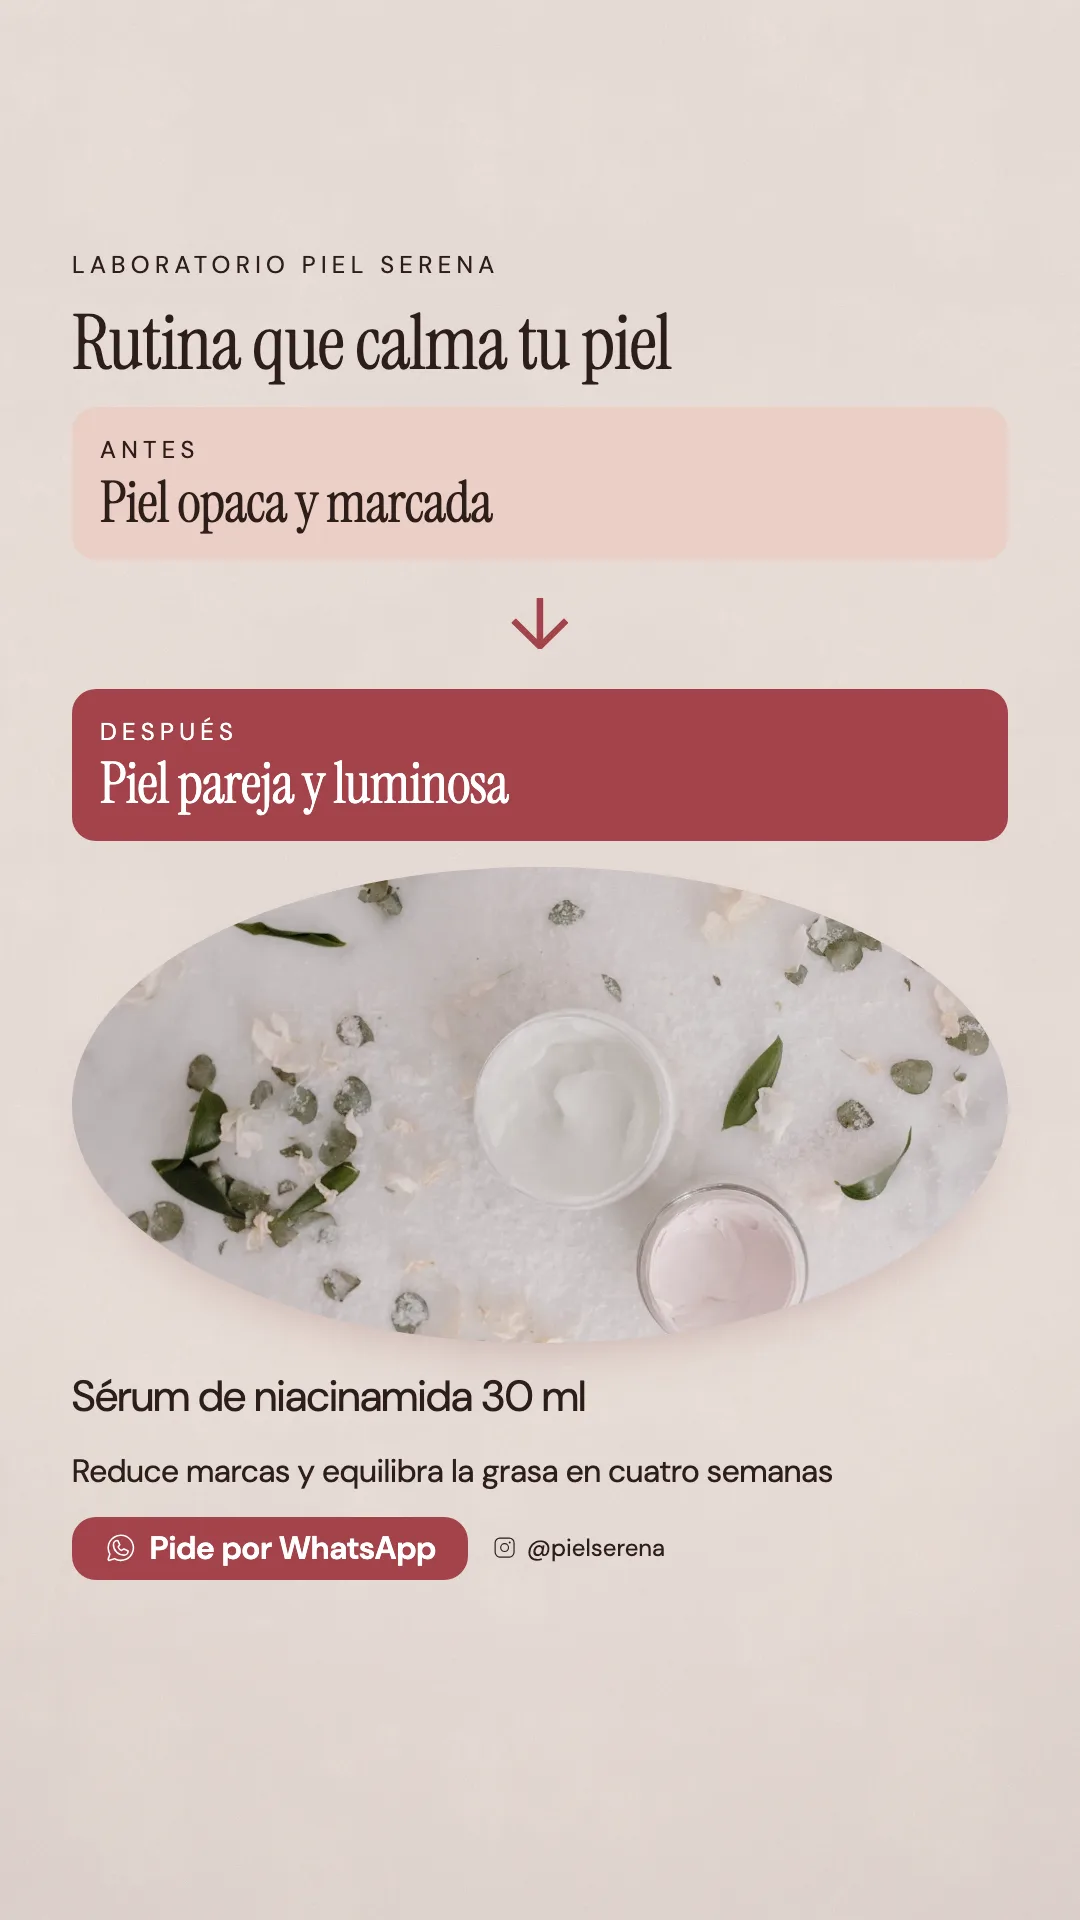 LABORATORIO PIEL SERENA
Rutina que calma tu piel
ANTES
Piel opaca y marcada
DESPUÉS
Piel pareja y luminosa
Sérum de niacinamida 30 ml
Reduce marcas y equilibra la grasa en cuatro semanas
Pide por WhatsApp
@pielserena